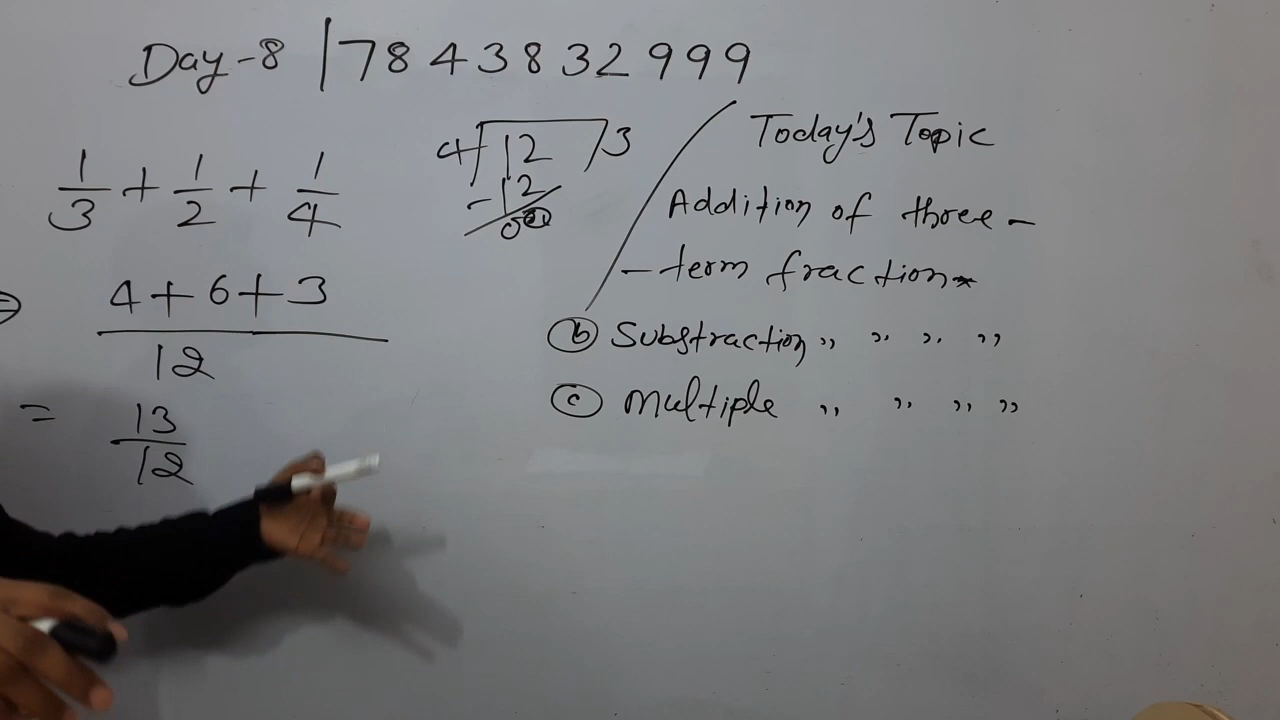 Day-8 | 7843832999
1/3 + 1/2 + 1/4
4 + 6 + 3
12
= 13/12
4 12 3
- 12
0
Today's Topic
Addition of three -
- term fraction
(b) Substraction ,, ,, ,, ,,
(c) Multiple ,, ,, ,, ,,